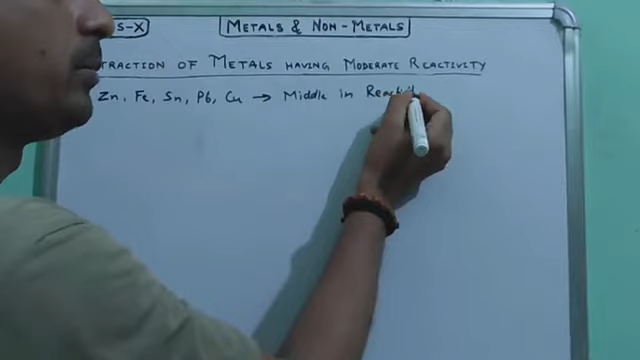 S-X
METALS & NON-METALS
TRACTION OF METALS HAVING MODERATE REACTIVITY
Zn, Fe, Sn, Pb, Cu → Middle in